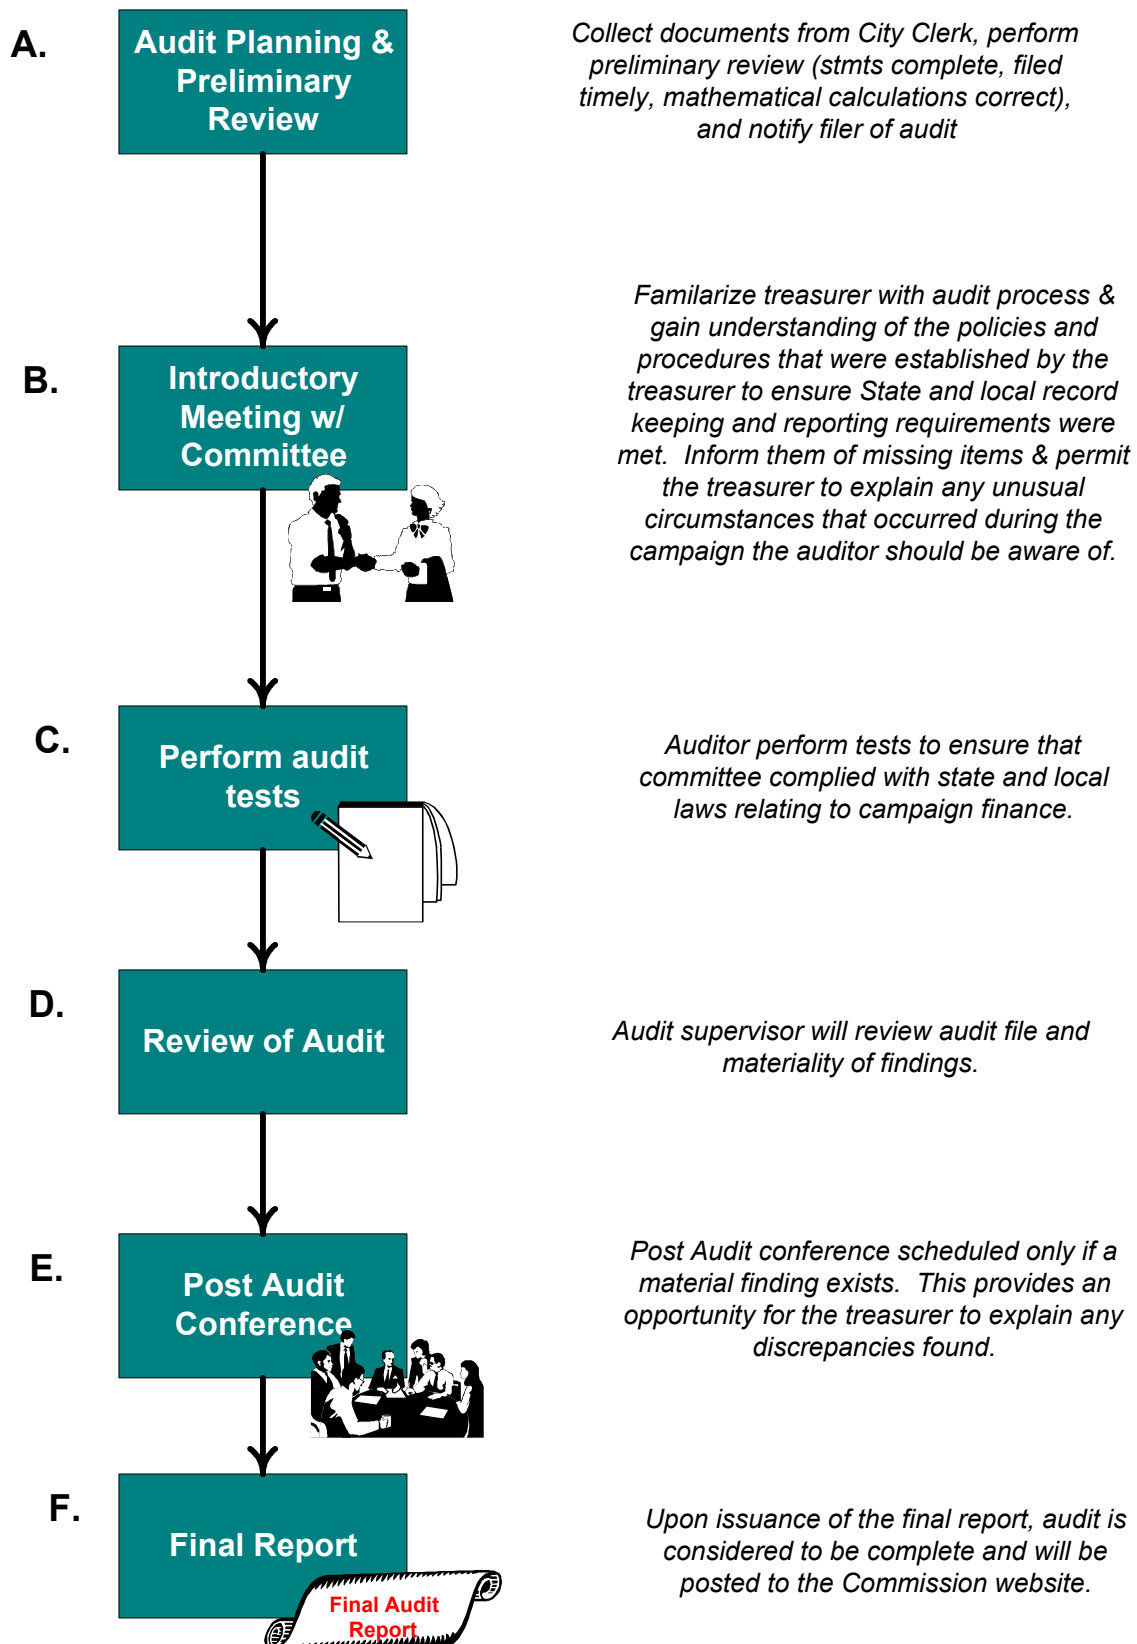 A.
Audit Planning &
Preliminary
Review
Collect documents from City Clerk, perform
preliminary review (stmts complete, filed
timely, mathematical calculations correct),
and notify filer of audit
B.
Introductory
Meeting w/
Committee
Familarize treasurer with audit process &
gain understanding of the policies and
procedures that were established by the
treasurer to ensure State and local record
keeping and reporting requirements were
met.  Inform them of missing items & permit
the treasurer to explain any unusual
circumstances that occurred during the
campaign the auditor should be aware of.
C.
Perform audit
tests
Auditor perform tests to ensure that
committee complied with state and local
laws relating to campaign finance.
D.
Review of Audit
Audit supervisor will review audit file and
materiality of findings.
E.
Post Audit
Conference
Post Audit conference scheduled only if a
material finding exists.  This provides an
opportunity for the treasurer to explain any
discrepancies found.
F.
Final Report
Final Audit
Report
Upon issuance of the final report, audit is
considered to be complete and will be
posted to the Commission website.